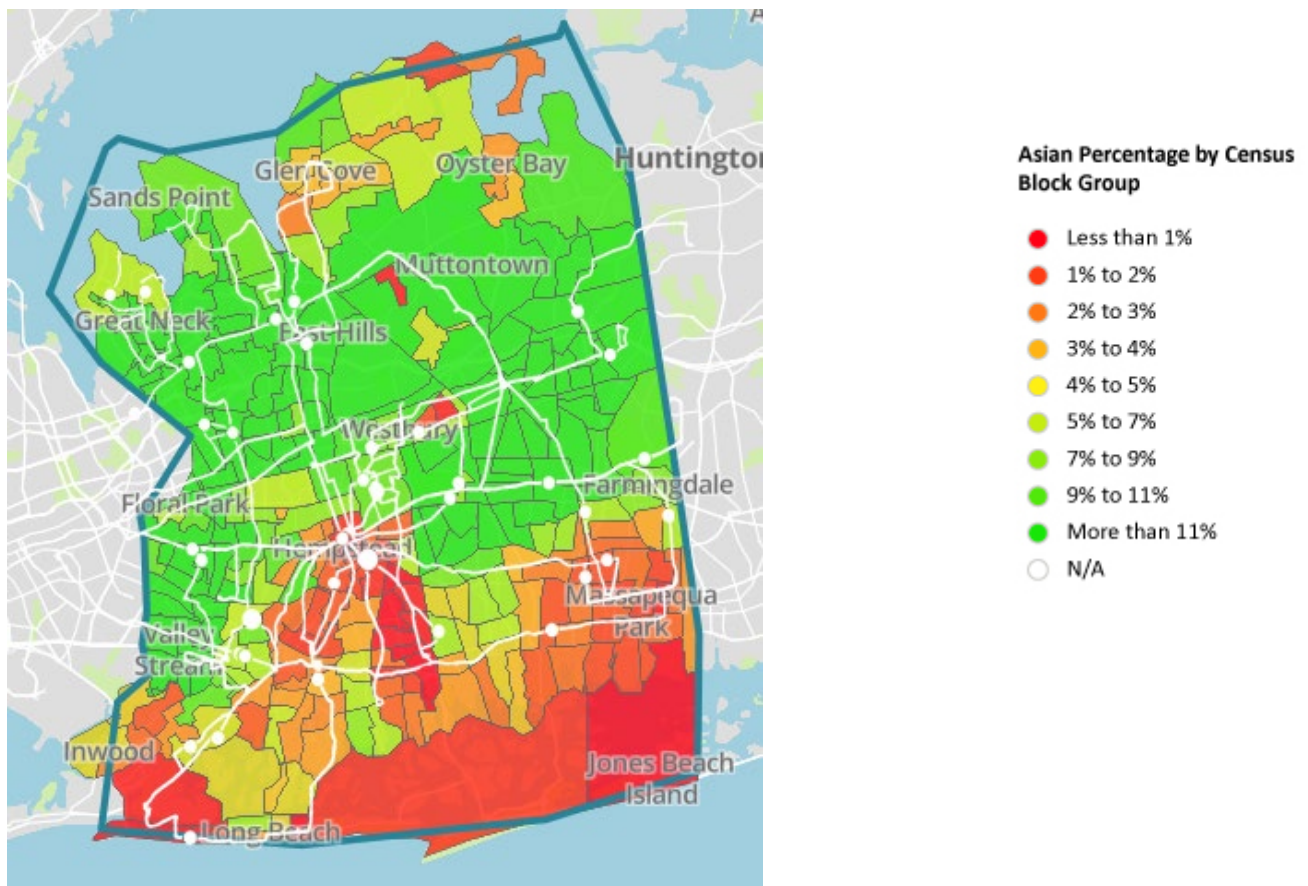 A
Huntington
Glen Cove
Oyster Bay
Sands Point
Muttontown
Great Neck
East Hills
Westbury
Floral Park
Farmingdale
Hempstead
Massapequa
Park
Valley
Stream
Inwood
Jones Beach
Island
Long Beach
Asian Percentage by Census
Block Group
Less than 1%
1% to 2%
2% to 3%
3% to 4%
4% to 5%
5% to 7%
7% to 9%
9% to 11%
More than 11%
N/A